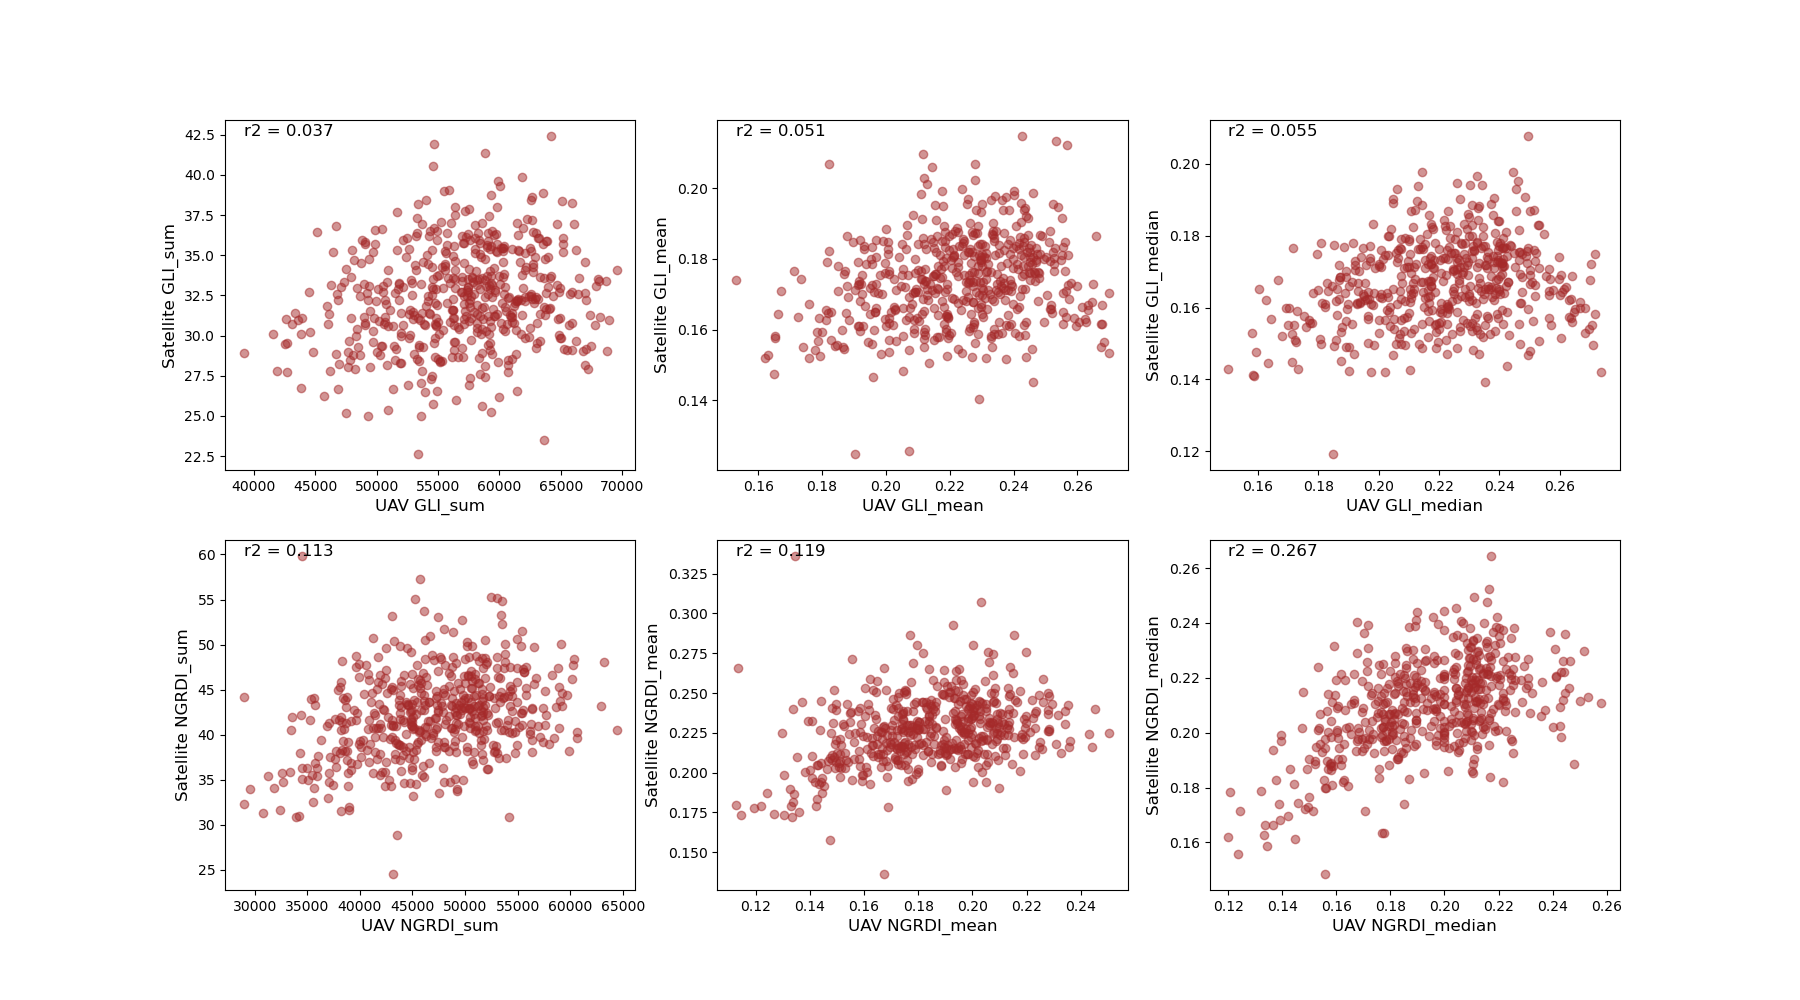 r2 = 0.037
42.5
40.0
37.5
35.0
32.5
30.0
27.5
25.0
22.5
Satellite GLI_sum
40000 45000 50000 55000 60000 65000 70000
UAV GLI_sum
r2 = 0.051
0.20
0.18
0.16
0.14
Satellite GLI_mean
0.16 0.18 0.20 0.22 0.24 0.26
UAV GLI_mean
r2 = 0.055
0.20
0.18
0.16
0.14
0.12
Satellite GLI_median
0.16 0.18 0.20 0.22 0.24 0.26
UAV GLI_median
r2 = 0.113
60
55
50
45
40
35
30
25
Satellite NGRDI_sum
30000 35000 40000 45000 50000 55000 60000 65000
UAV NGRDI_sum
r2 = 0.119
0.325
0.300
0.275
0.250
0.225
0.200
0.175
0.150
Satellite NGRDI_mean
0.12 0.14 0.16 0.18 0.20 0.22 0.24
UAV NGRDI_mean
r2 = 0.267
0.26
0.24
0.22
0.20
0.18
0.16
Satellite NGRDI_median
0.12 0.14 0.16 0.18 0.20 0.22 0.24 0.26
UAV NGRDI_median